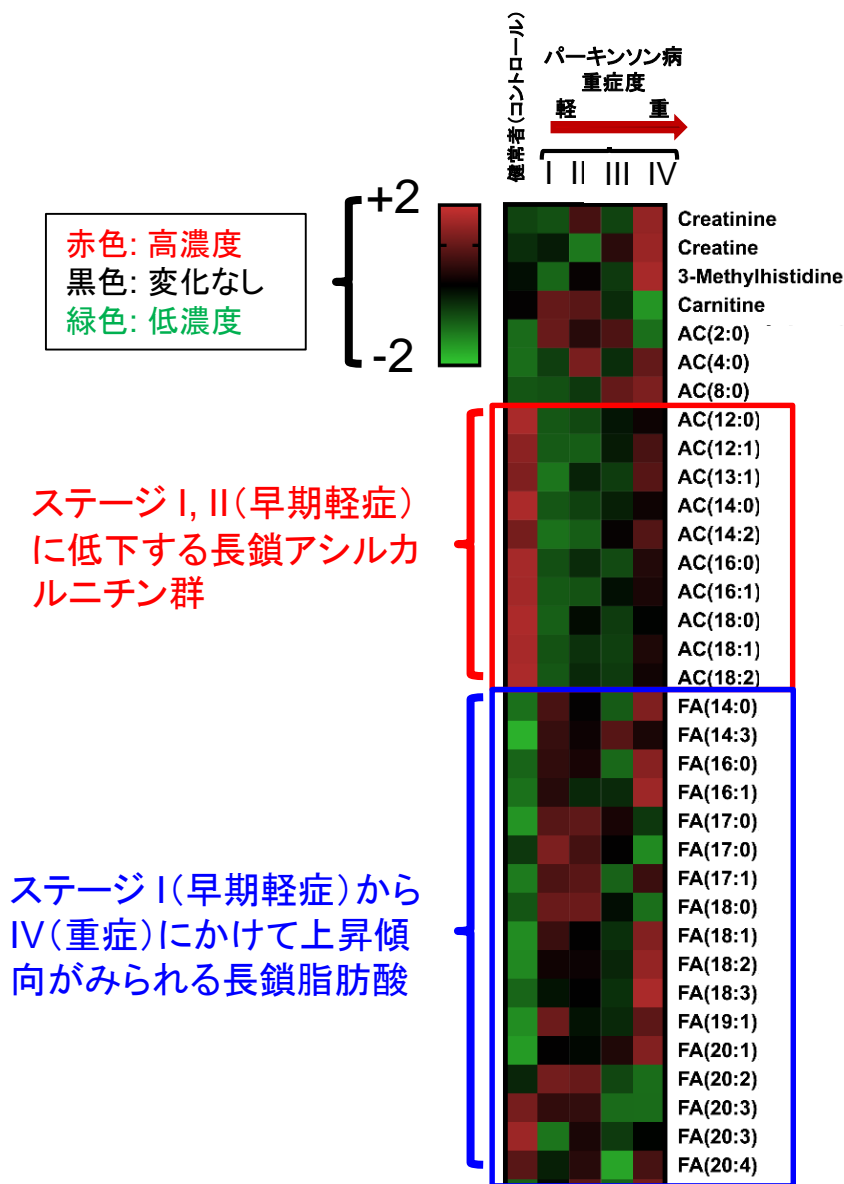 健常者(コントロール)
パーキンソン病
重症度
軽 重
I II III IV
+2
-2
赤色: 高濃度
黒色: 変化なし
緑色: 低濃度
Creatinine
Creatine
3-Methylhistidine
Carnitine
AC(2:0)
AC(4:0)
AC(8:0)
ステージ I, II(早期軽症)
に低下する長鎖アシルカ
ルニチン群
AC(12:0)
AC(12:1)
AC(13:1)
AC(14:0)
AC(14:2)
AC(16:0)
AC(16:1)
AC(18:0)
AC(18:1)
AC(18:2)
ステージ I(早期軽症)から
IV(重症)にかけて上昇傾
向がみられる長鎖脂肪酸
FA(14:0)
FA(14:3)
FA(16:0)
FA(16:1)
FA(17:0)
FA(17:0)
FA(17:1)
FA(18:0)
FA(18:1)
FA(18:2)
FA(18:3)
FA(19:1)
FA(20:1)
FA(20:2)
FA(20:3)
FA(20:3)
FA(20:4)